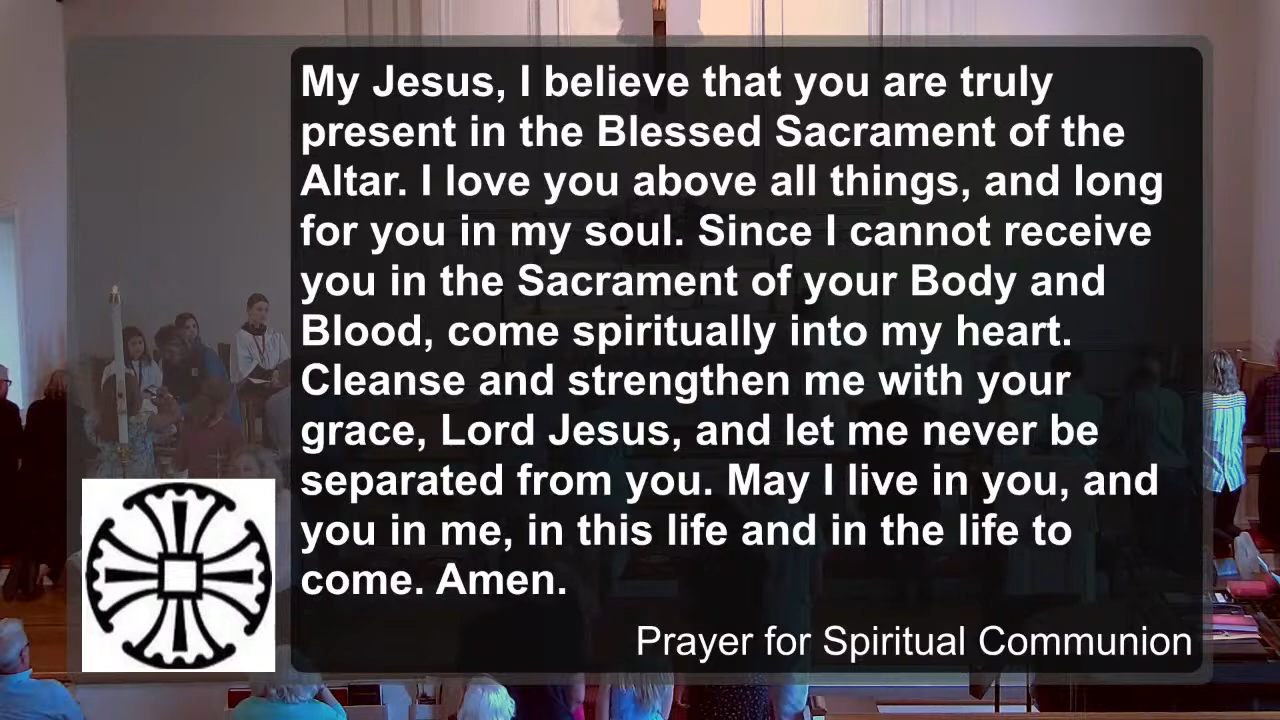 My Jesus, I believe that you are truly
present in the Blessed Sacrament of the
Altar. I love you above all things, and long
for you in my soul. Since I cannot receive
you in the Sacrament of your Body and
Blood, come spiritually into my heart.
Cleanse and strengthen me with your
grace, Lord Jesus, and let me never be
separated from you. May I live in you, and
you in me, in this life and in the life to
come. Amen.
Prayer for Spiritual Communion